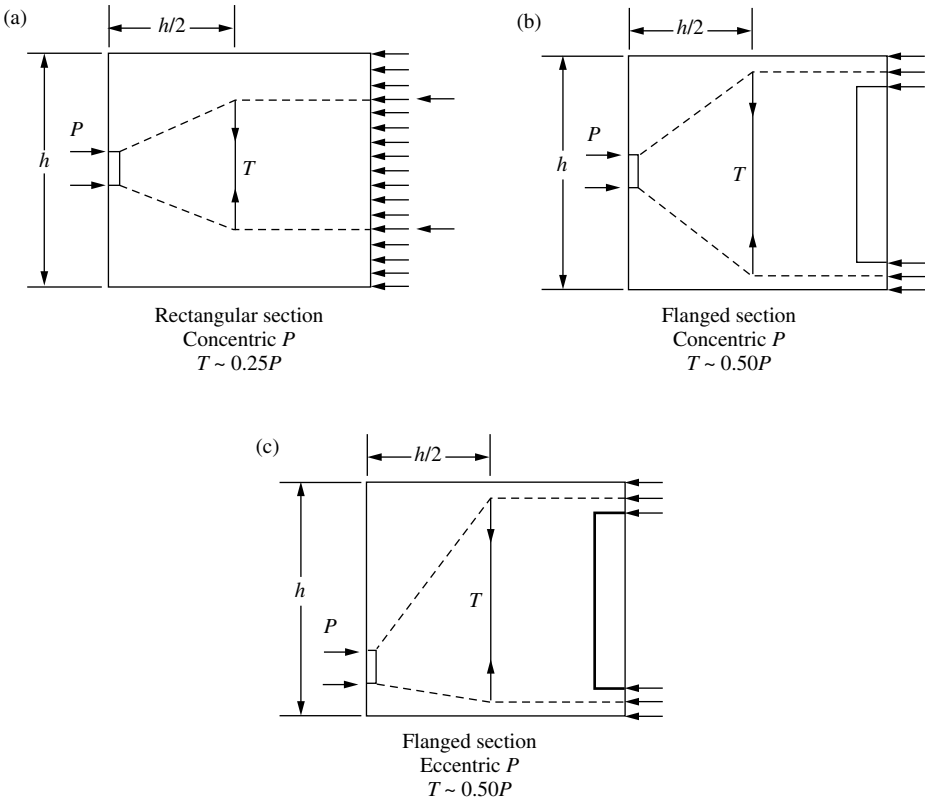 (a)
h/2
P
h
T
Rectangular section
Concentric P
T ~ 0.25P
(b)
h/2
P
h
T
Flanged section
Concentric P
T ~ 0.50P
(c)
h/2
h
T
P
Flanged section
Eccentric P
T ~ 0.50P